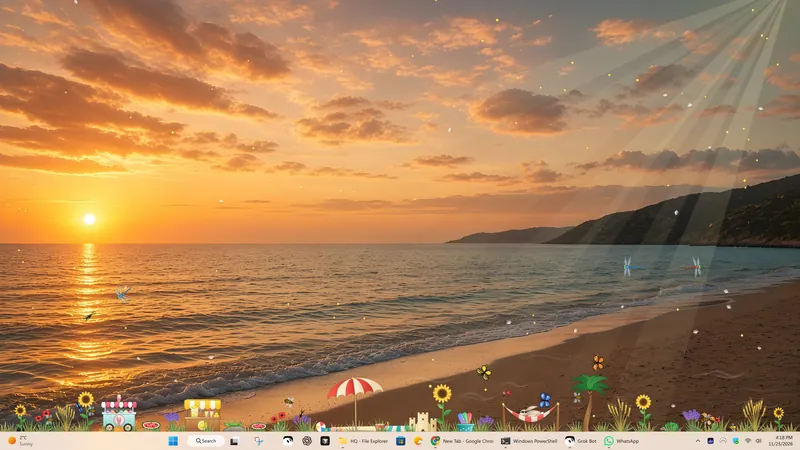 2°C
Sunny
Search
HQ - File Explorer
New Tab - Google Chro
Windows PowerShell
Grok Bot
WhatsApp
4:18 PM
11/25/2026